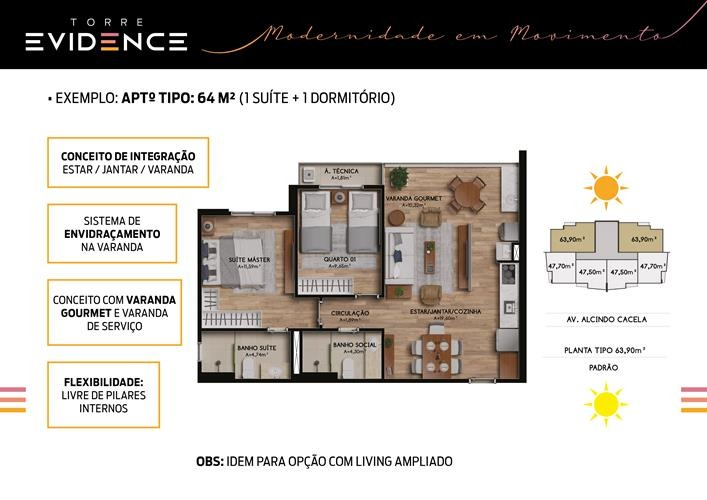 TORRE
EVIDENCE
Modernidade em Movimento
• EXEMPLO: APTº TIPO: 64 M² (1 SUÍTE + 1 DORMITÓRIO)
CONCEITO DE INTEGRAÇÃO
ESTAR / JANTAR / VARANDA
SISTEMA DE
ENVIDRAÇAMENTO
NA VARANDA
CONCEITO COM VARANDA
GOURMET E VARANDA
DE SERVIÇO
FLEXIBILIDADE:
LIVRE DE PILARES
INTERNOS
Á. TÉCNICA
A=1,81m²
VARANDA GOURMET
A=10,32m²
SUÍTE MÁSTER
A=11,59m²
QUARTO 01
A=9,65m²
CIRCULAÇÃO
A=1,89m²
ESTAR/JANTAR/COZINHA
A=19,60m²
BANHO SUÍTE
A=4,74m²
BANHO SOCIAL
A=4,30m²
63,90m² 63,90m²
47,70m² 47,50m² 47,50m² 47,70m²
AV. ALCINDO CACELA
PLANTA TIPO 63,90m²
PADRÃO
OBS: IDEM PARA OPÇÃO COM LIVING AMPLIADO